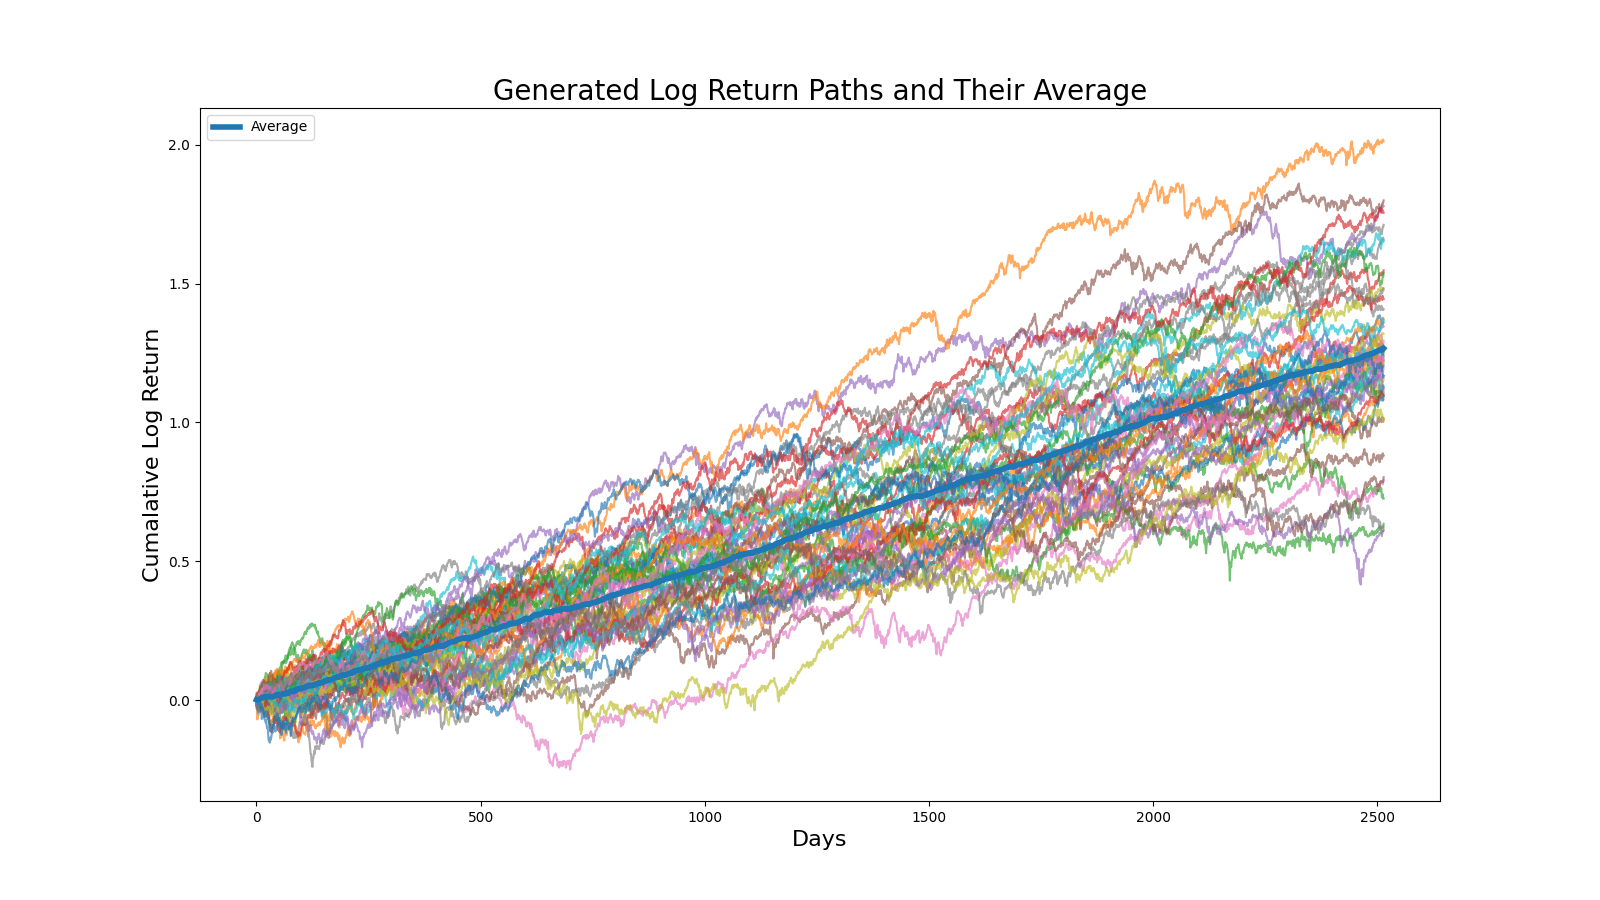 Generated Log Return Paths and Their Average
Average
2.0
1.5
1.0
0.5
0.0
Cumalative Log Return
0 500 1000 1500 2000 2500
Days